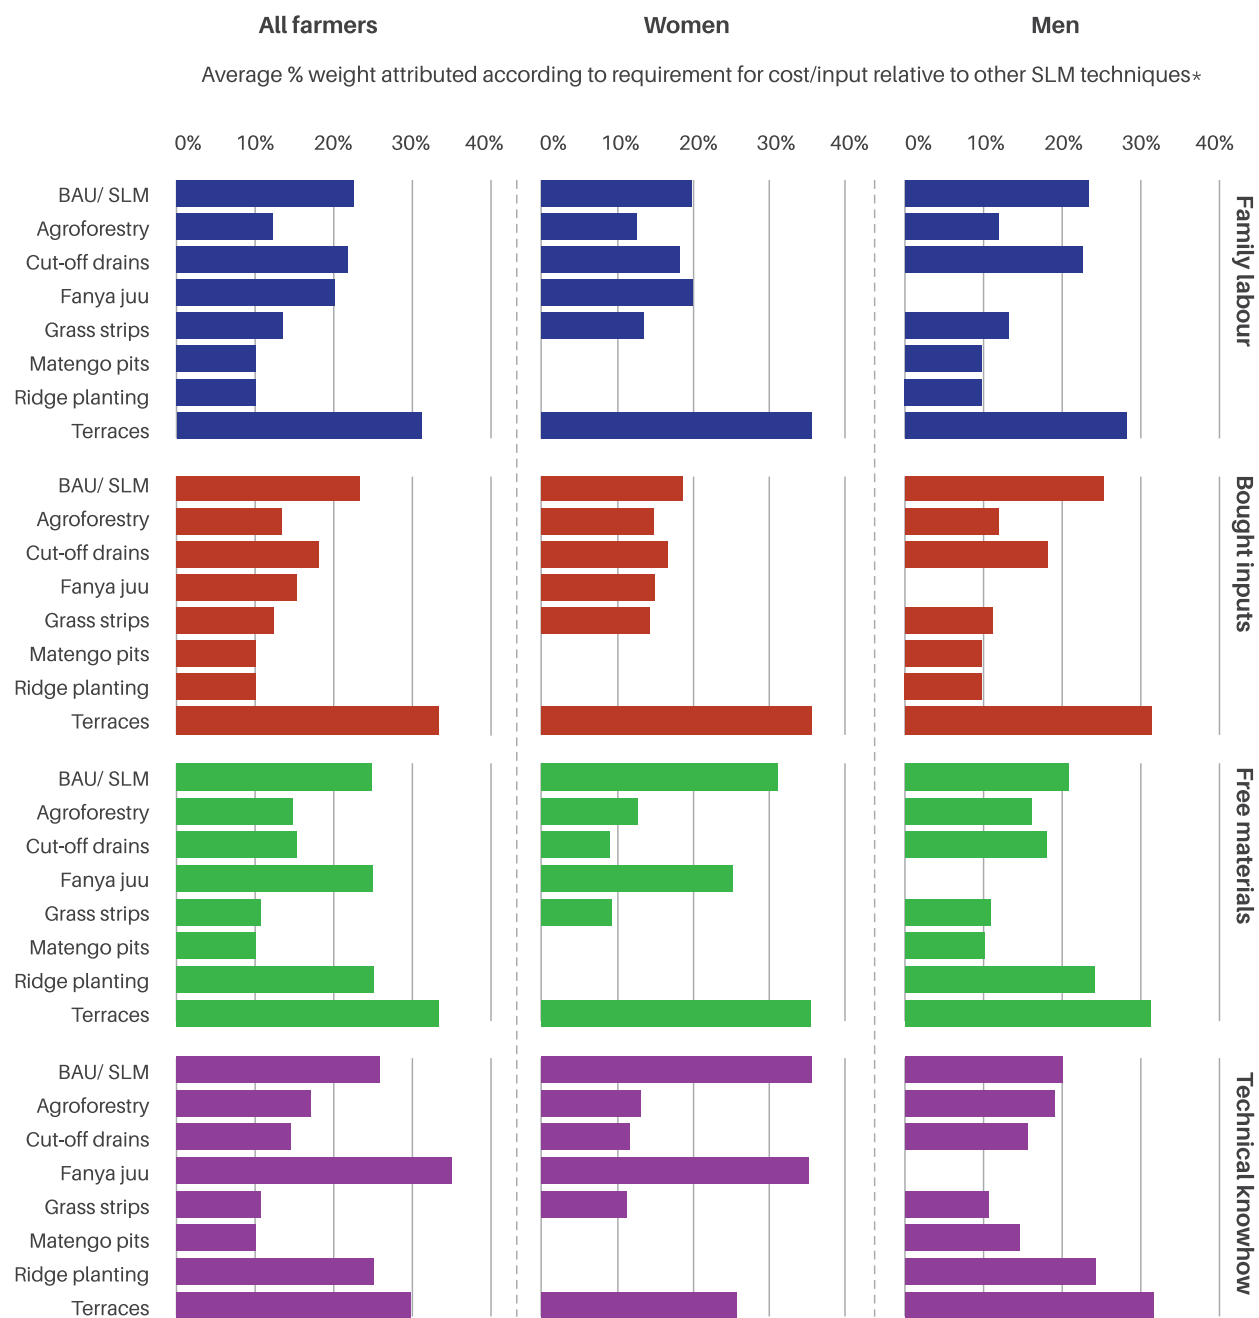 All farmers Women Men
Average % weight attributed according to requirement for cost/input relative to other SLM techniques*
0% 10% 20% 30% 40% 0% 10% 20% 30% 40% 0% 10% 20% 30% 40%
Family labour
BAU/ SLM
Agroforestry
Cut-off drains
Fanya juu
Grass strips
Matengo pits
Ridge planting
Terraces
Bought inputs
BAU/ SLM
Agroforestry
Cut-off drains
Fanya juu
Grass strips
Matengo pits
Ridge planting
Terraces
Free materials
BAU/ SLM
Agroforestry
Cut-off drains
Fanya juu
Grass strips
Matengo pits
Ridge planting
Terraces
Technical knowhow
BAU/ SLM
Agroforestry
Cut-off drains
Fanya juu
Grass strips
Matengo pits
Ridge planting
Terraces